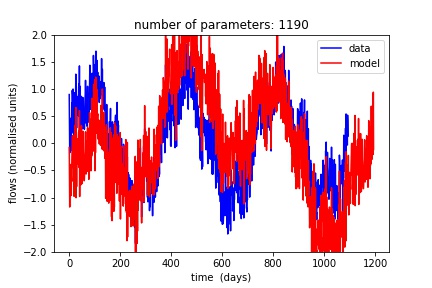 number of parameters: 1190
2.0
1.5
1.0
0.5
0.0
−0.5
−1.0
−1.5
−2.0
flows (normalised units)
data
model
0 200 400 600 800 1000 1200
time (days)